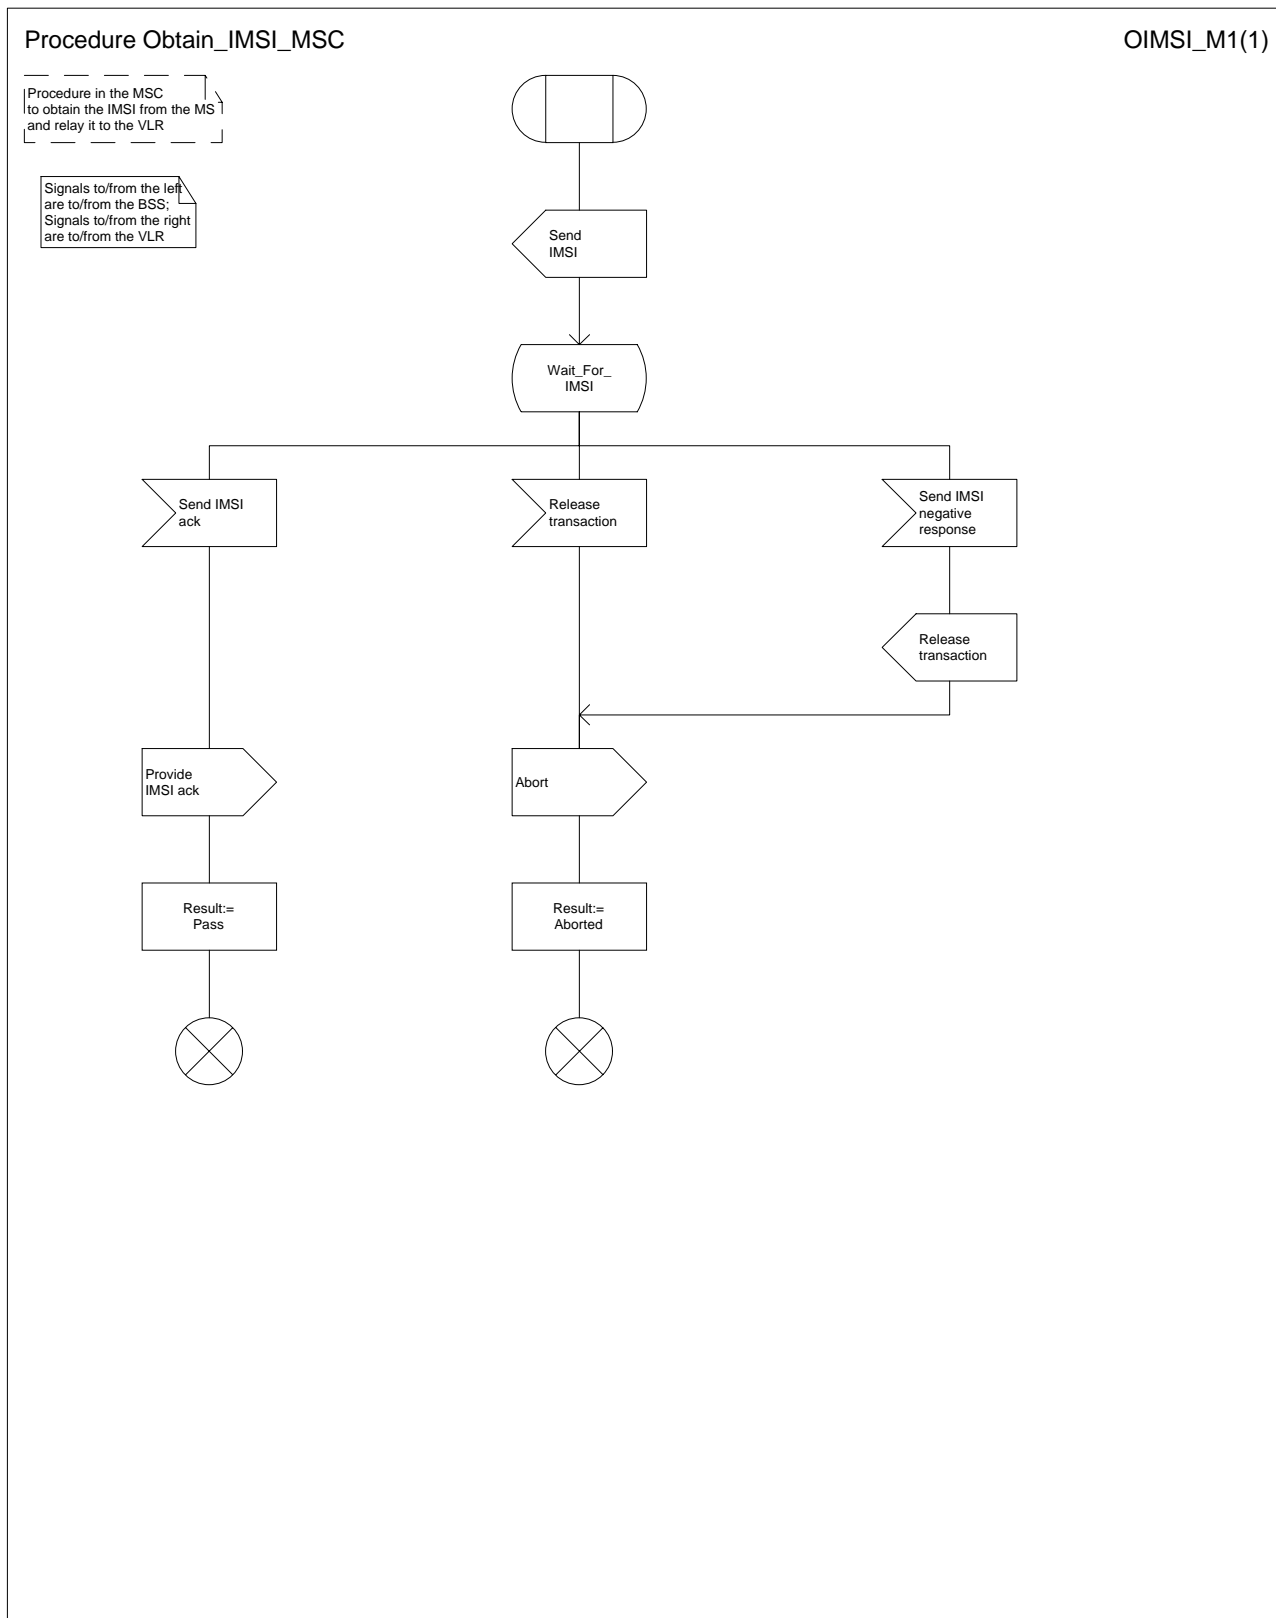 Procedure Obtain_IMSI_MSC
OIMSI_M1(1)
Procedure in the MSC
to obtain the IMSI from the MS
and relay it to the VLR
Signals to/from the left
are to/from the BSS;
Signals to/from the right
are to/from the VLR
Send
IMSI
Wait_For_
IMSI
Send IMSI
ack
Release
transaction
Send IMSI
negative
response
Release
transaction
Provide
IMSI ack
Abort
Result:=
Pass
Result:=
Aborted